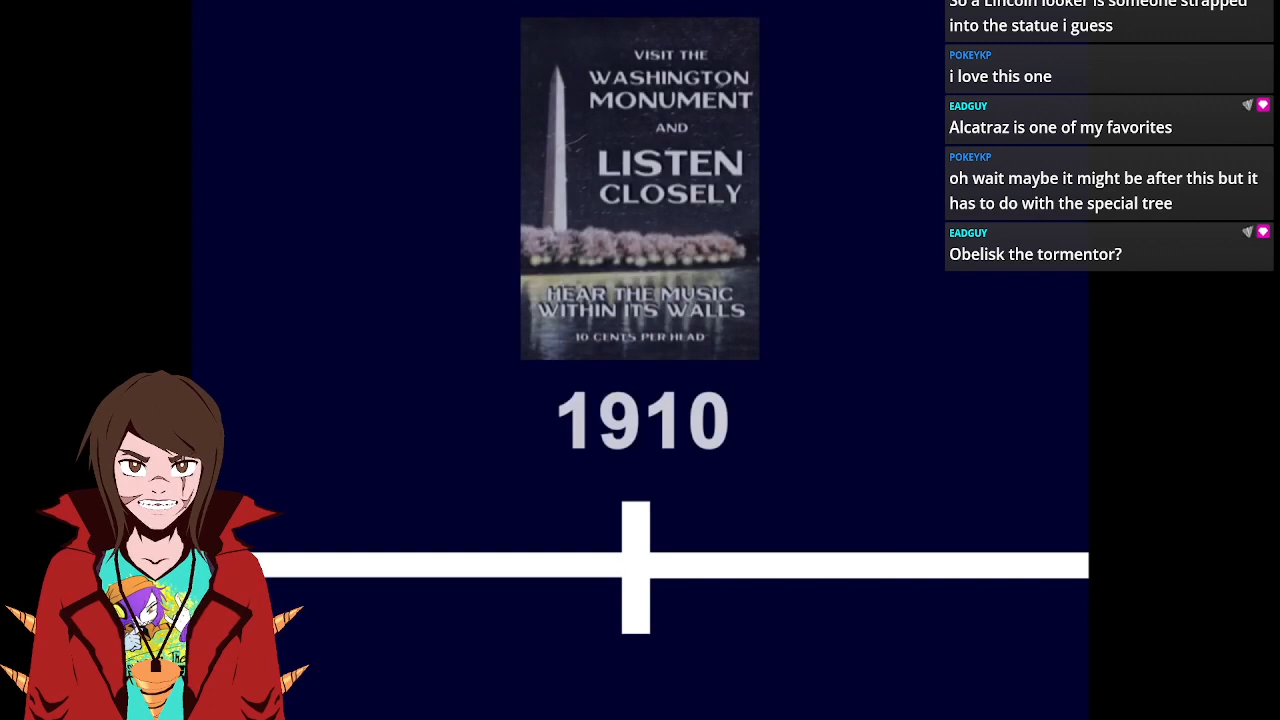 VISIT THE
WASHINGTON
MONUMENT
AND
LISTEN
CLOSELY
HEAR THE MUSIC
WITHIN ITS WALLS
10 CENTS PER HEAD
1910
So a Lincoln looker is someone strapped
into the statue i guess
POKEYKP
i love this one
EADGUY
Alcatraz is one of my favorites
POKEYKP
oh wait maybe it might be after this but it
has to do with the special tree
EADGUY
Obelisk the tormentor?